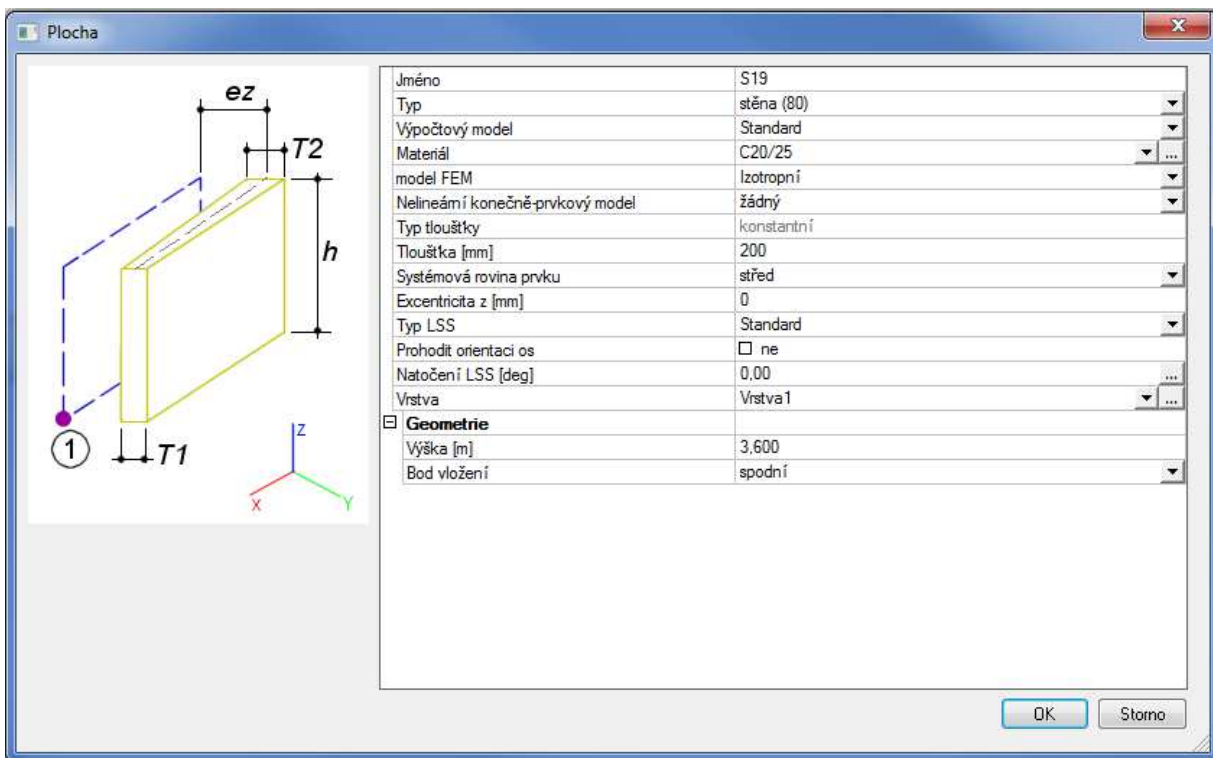 Plocha
ez
T2
h
1
T1
Z
X
Y
Jméno S19
Typ stěna (80)
Výpočtový model Standard
Materiál C20/25 ...
model FEM Izotropní
Nelineární konečně-prvkový model žádný
Typ tloušťky konstantní
Tloušťka [mm] 200
Systémová rovina prvku střed
Excentricita z [mm] 0
Typ LSS Standard
Prohodit orientaci os ne
Natočení LSS [deg] 0,00 ...
Vrstva Vrstva1 ...
Geometrie
Výška [m] 3,600
Bod vložení spodní
OK Storno